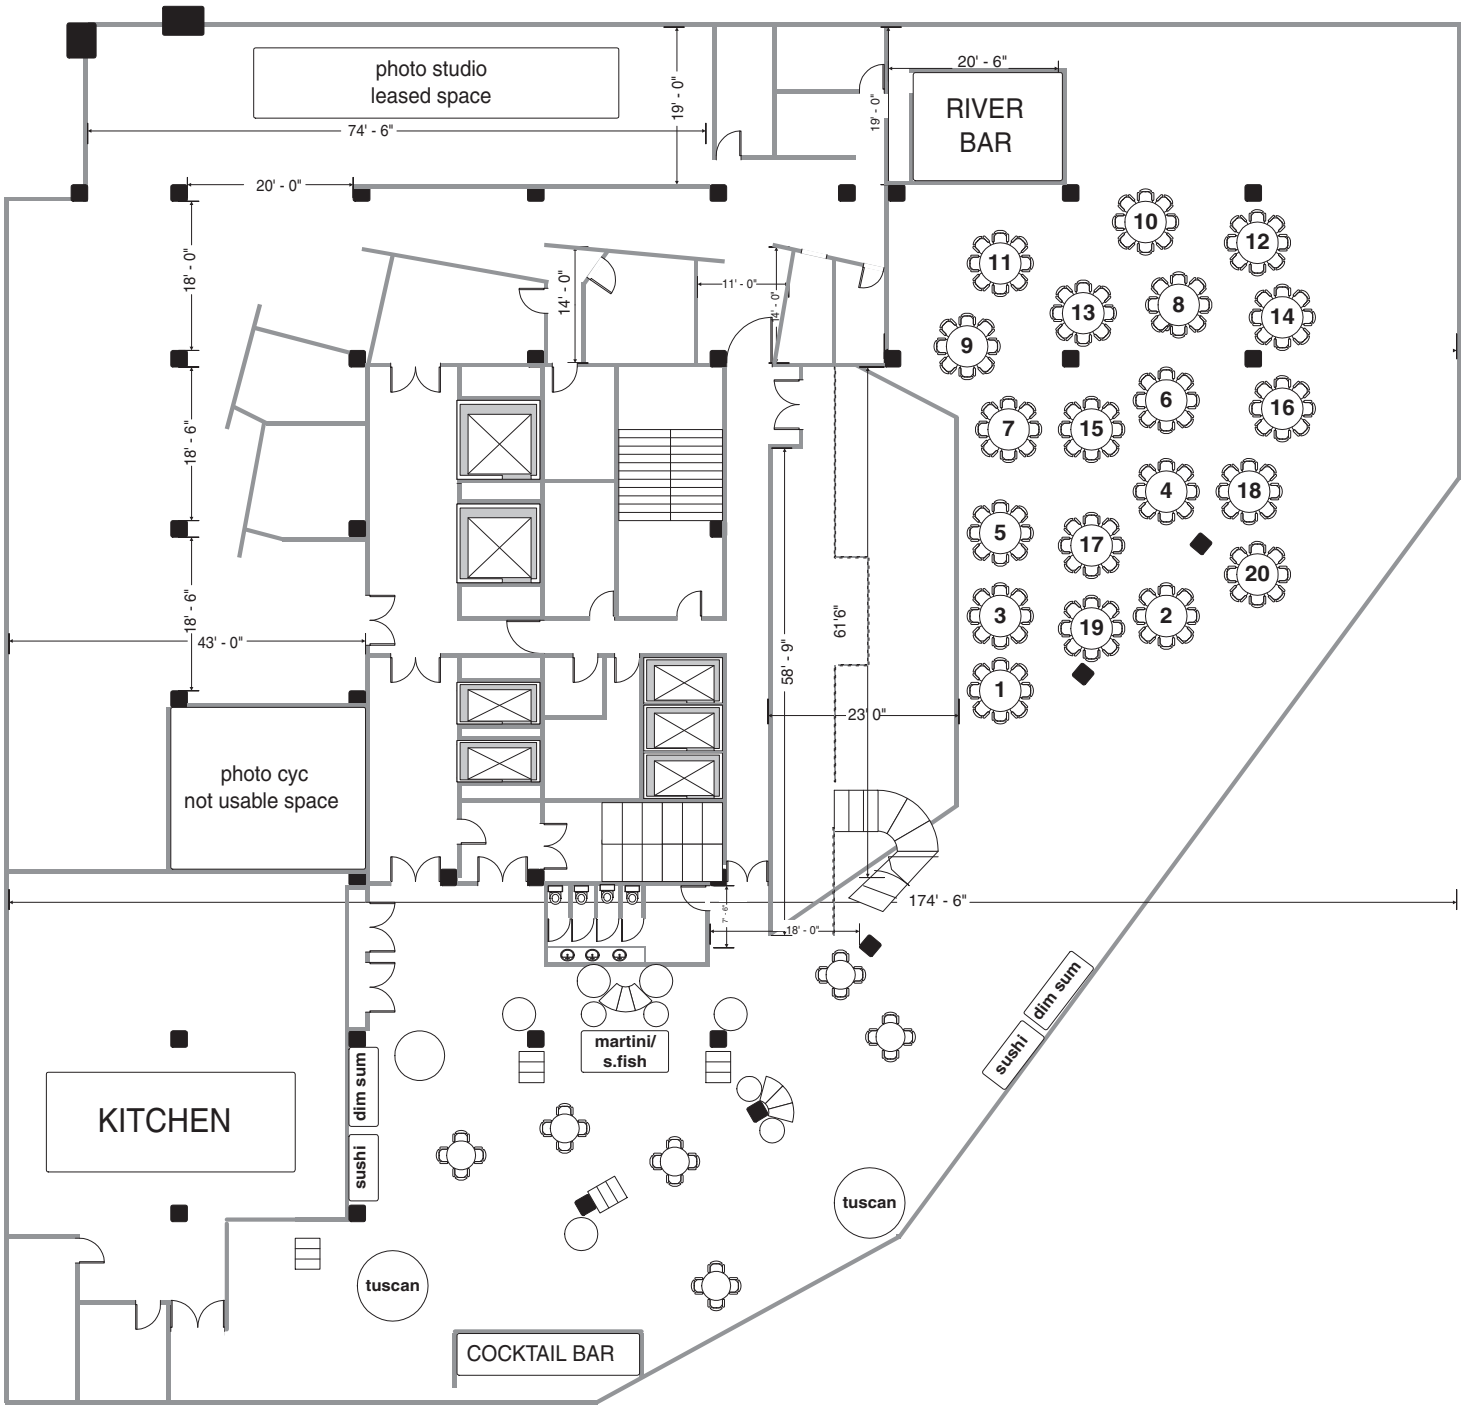 photo studio
leased space
74' - 6"
19' - 0"
19' - 0"
20' - 6"
RIVER
BAR
20' - 0"
18' - 0"
14' - 0"
11' - 0"
14' - 0"
10
12
11
8
13
14
9
6
16
7
15
4
18
5
17
20
3
19
2
1
18' - 6"
18' - 6"
43' - 0"
61'6"
58' - 9"
23' 0"
photo cyc
not usable space
174' - 6"
7' - 6"
18' - 0"
dim sum
sushi
martini/
s.fish
dim sum
sushi
KITCHEN
tuscan
tuscan
COCKTAIL BAR